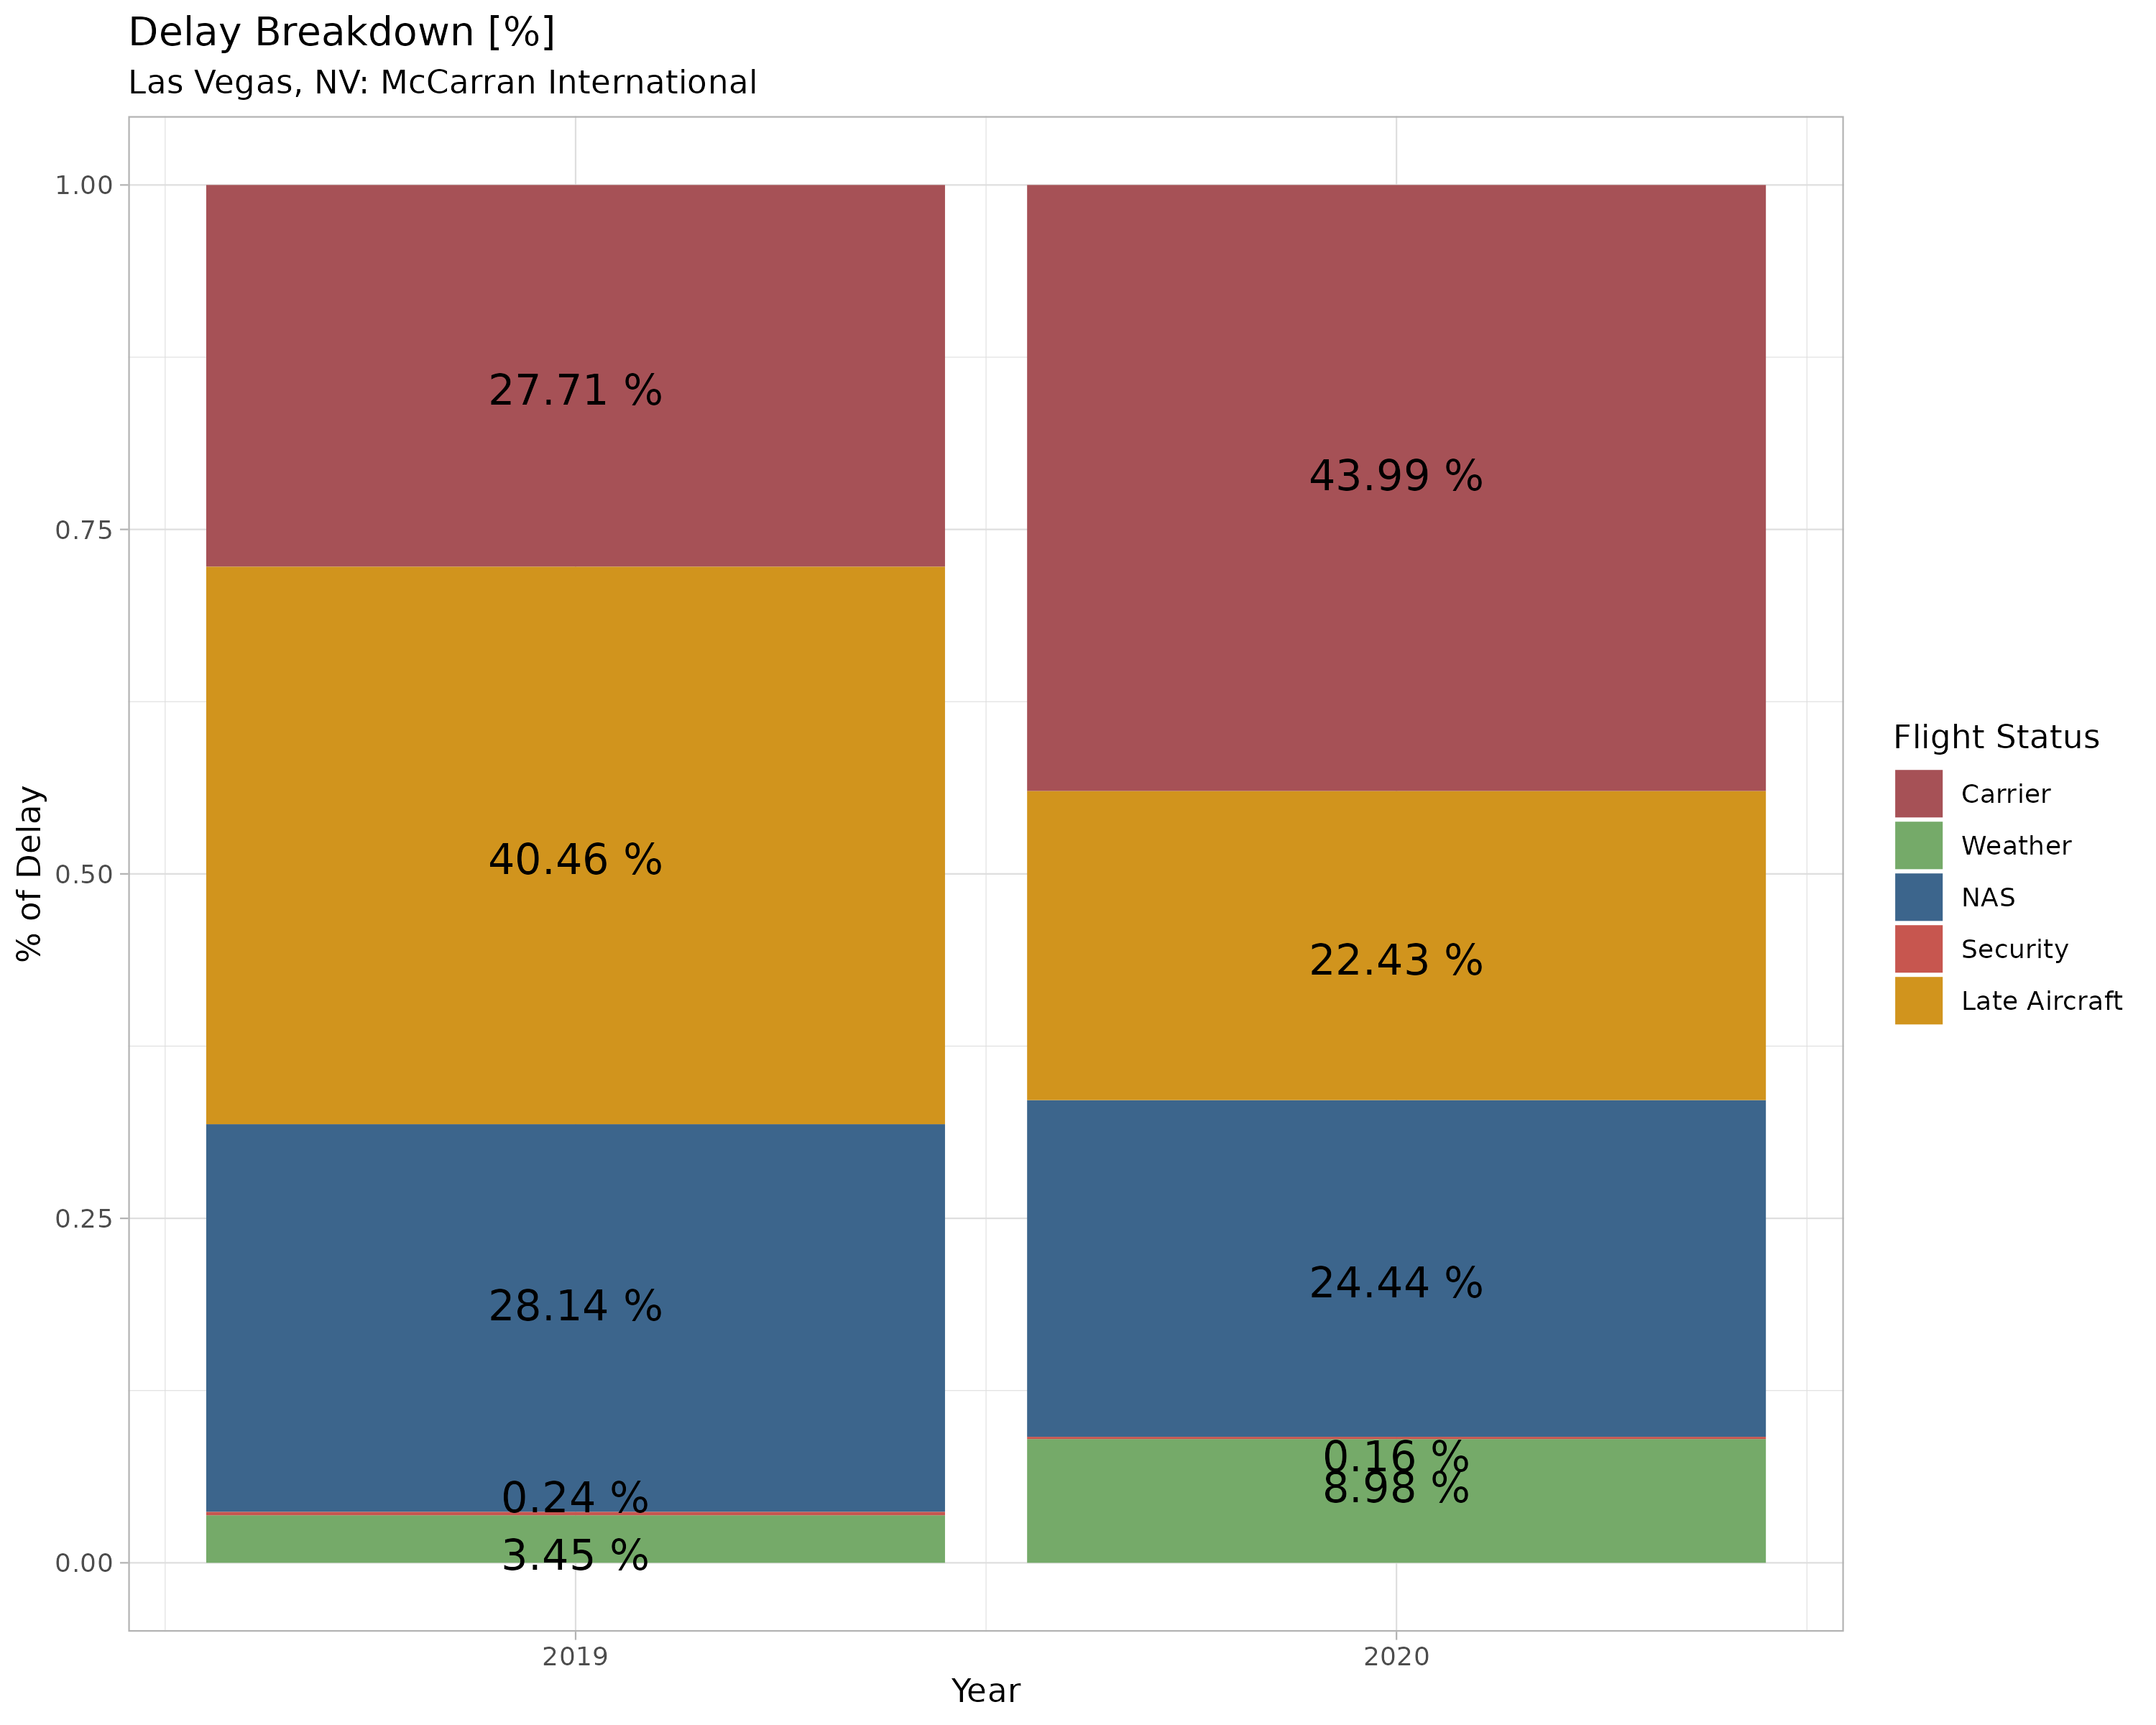 Delay Breakdown [%]
Las Vegas, NV: McCarran International
% of Delay
1.00
0.75
0.50
0.25
0.00
27.71 %
40.46 %
28.14 %
0.24 %
3.45 %
43.99 %
22.43 %
24.44 %
0.16 %
8.98 %
2019
2020
Year
Flight Status
Carrier
Weather
NAS
Security
Late Aircraft